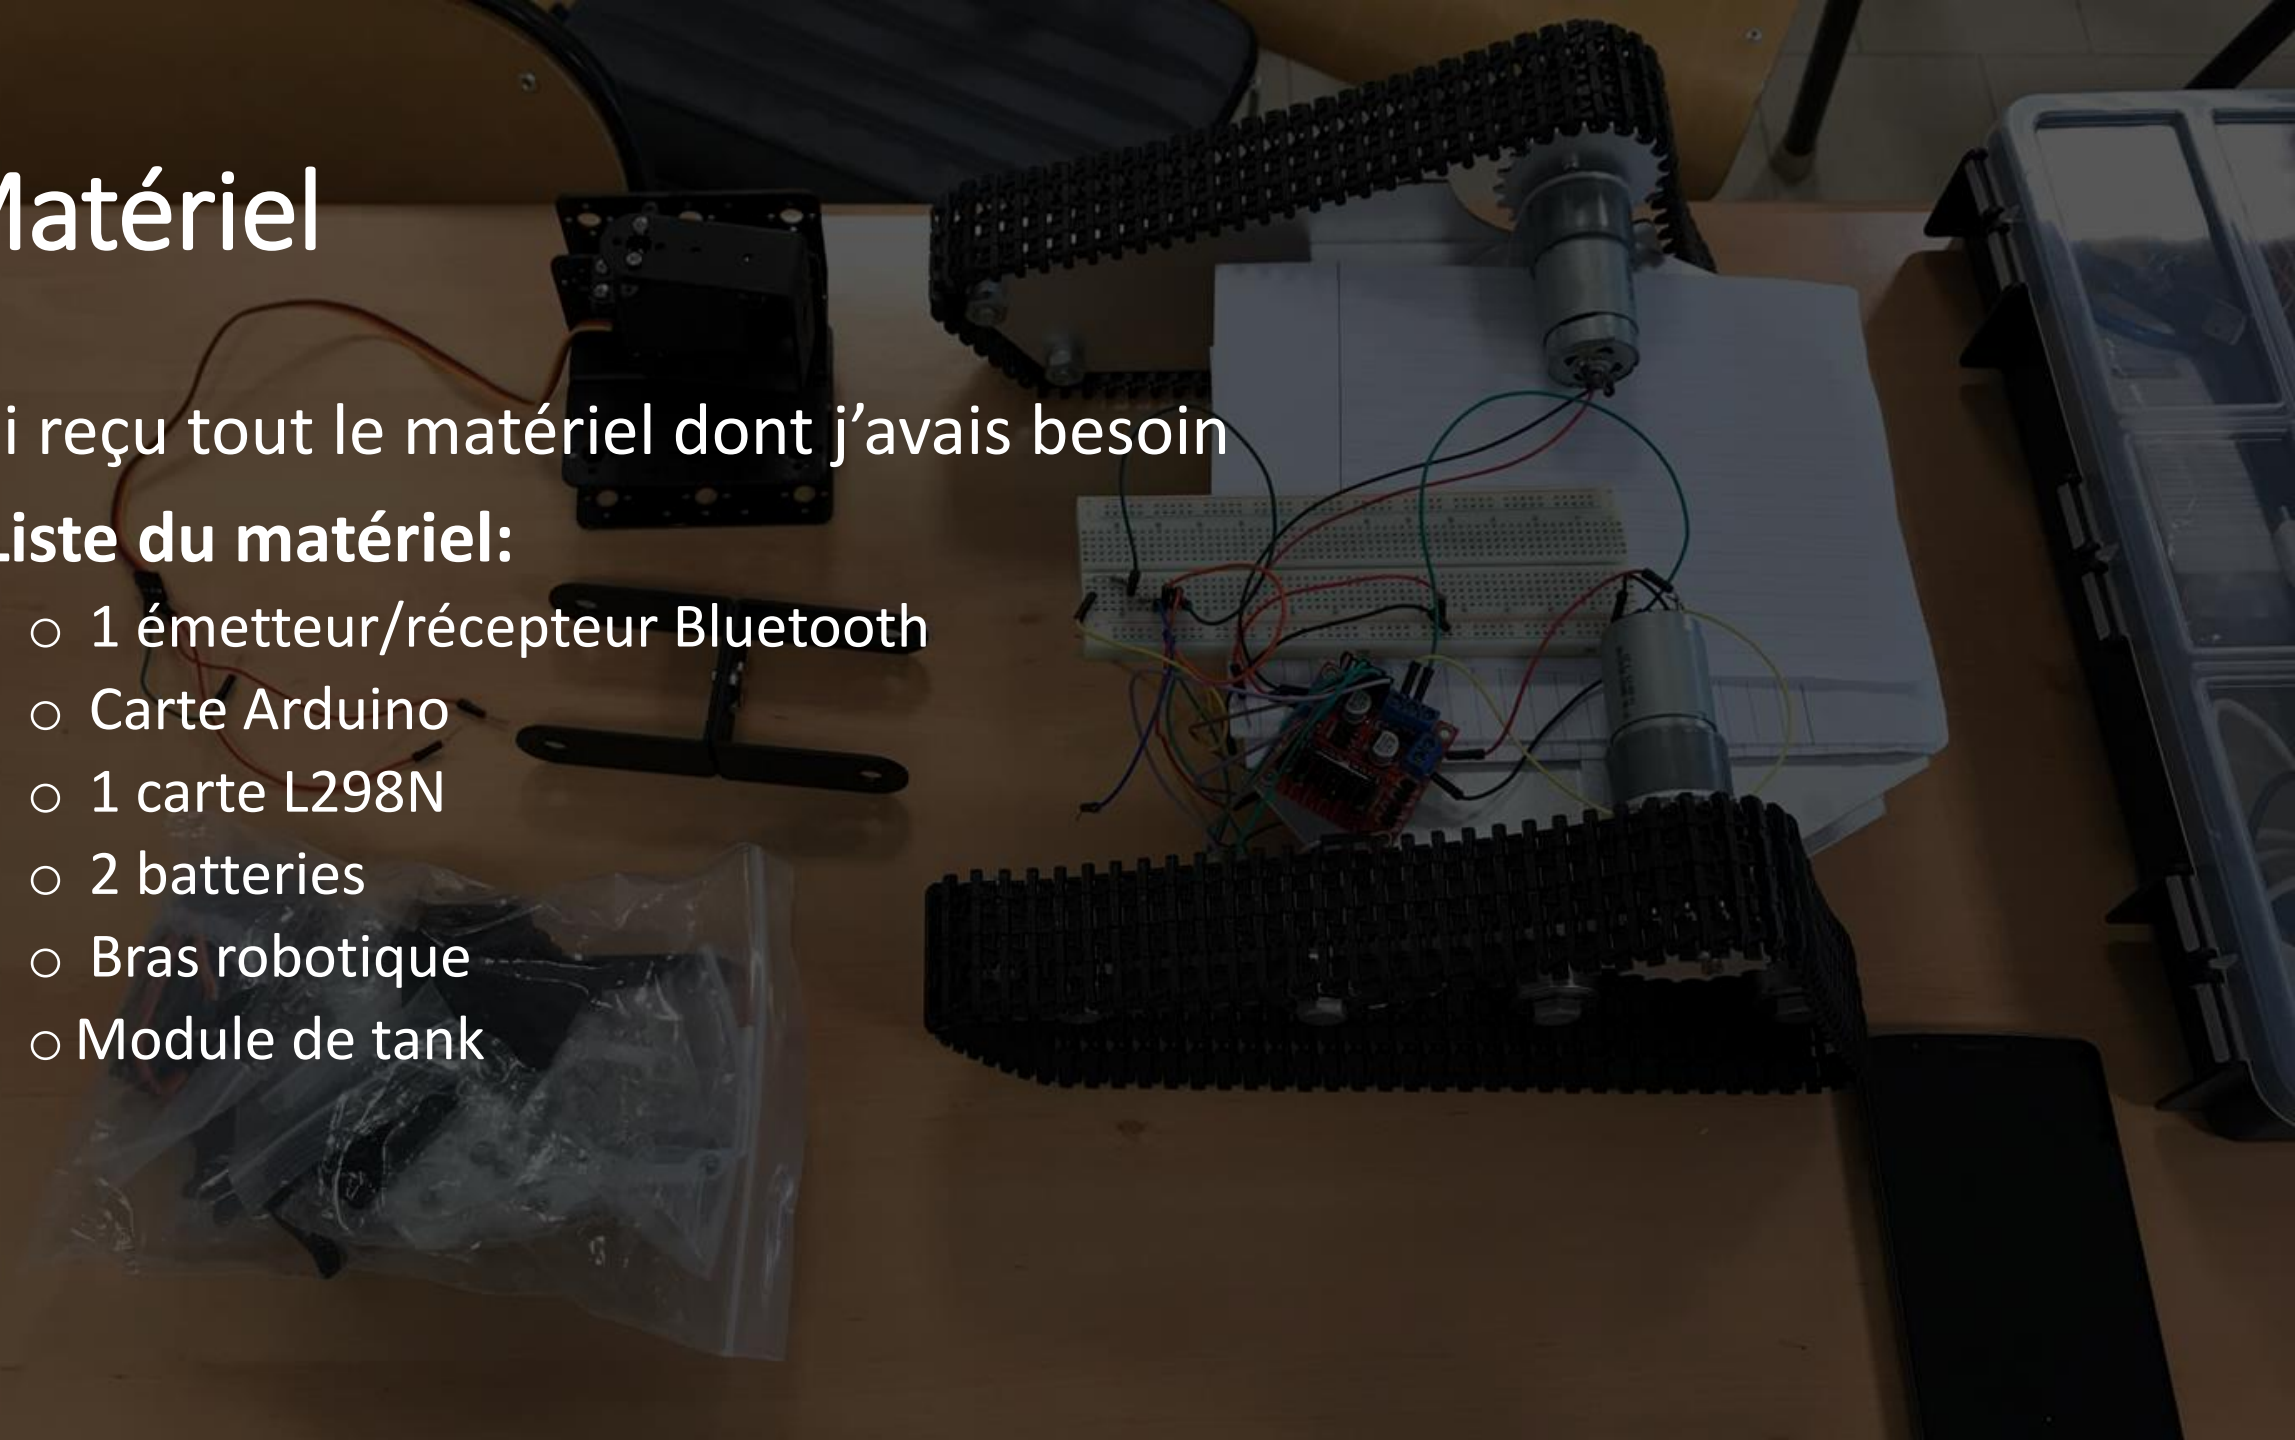 Matériel
i reçu tout le matériel dont j’avais besoin
Liste du matériel:
o 1 émetteur/récepteur Bluetooth
o Carte Arduino
o 1 carte L298N
o 2 batteries
o Bras robotique
o Module de tank